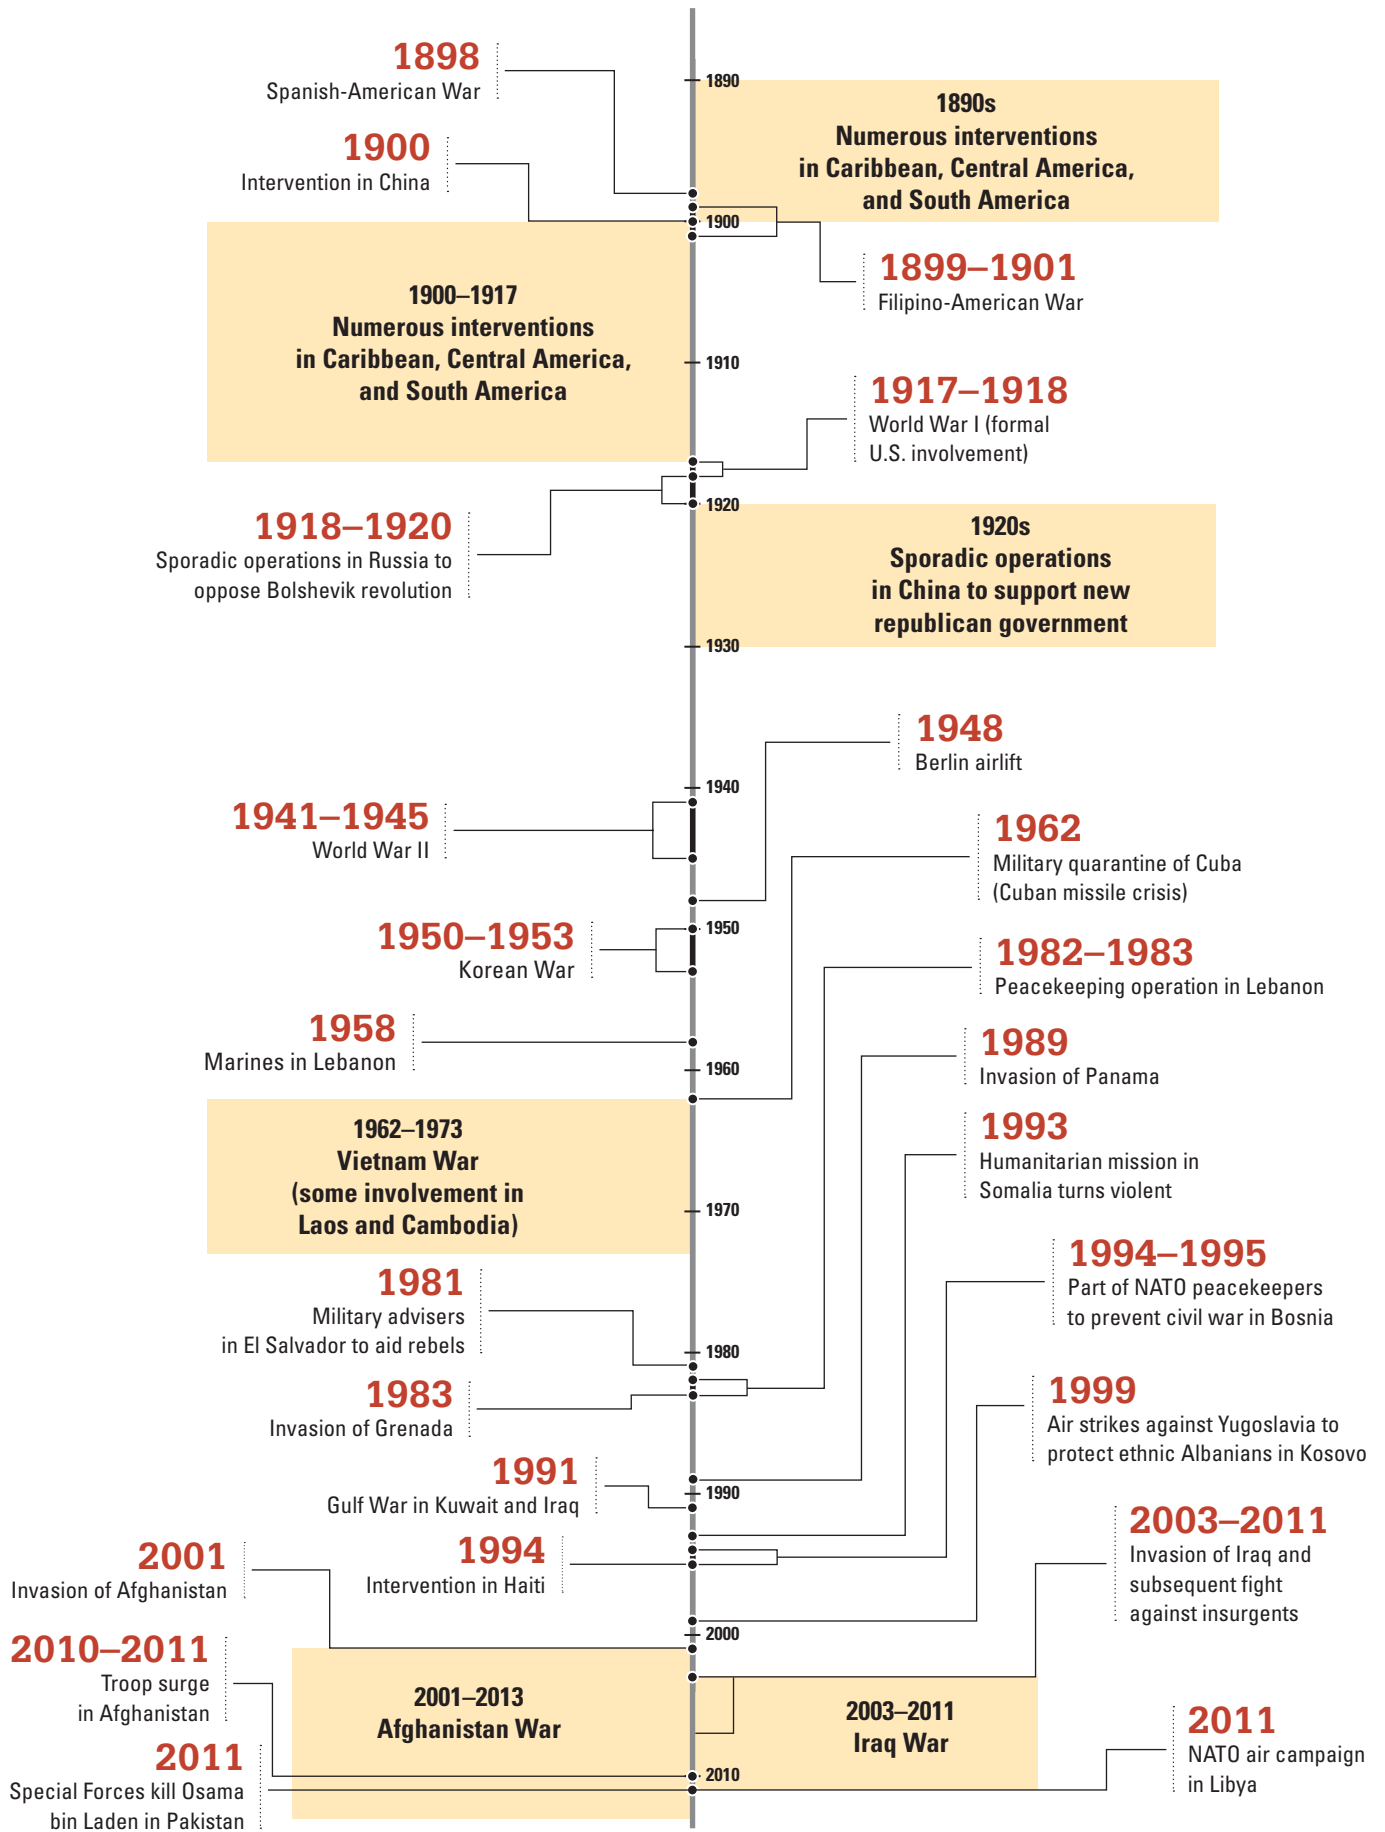 1898
Spanish-American War
1890
1890s
Numerous interventions
in Caribbean, Central America,
and South America
1900
Intervention in China
1900
1899–1901
Filipino-American War
1900–1917
Numerous interventions
in Caribbean, Central America,
and South America
1910
1917–1918
World War I (formal
U.S. involvement)
1918–1920
Sporadic operations in Russia to
oppose Bolshevik revolution
1920
1920s
Sporadic operations
in China to support new
republican government
1930
1948
Berlin airlift
1940
1941–1945
World War II
1962
Military quarantine of Cuba
(Cuban missile crisis)
1950–1953
Korean War
1950
1982–1983
Peacekeeping operation in Lebanon
1958
Marines in Lebanon
1989
Invasion of Panama
1960
1962–1973
Vietnam War
(some involvement in
Laos and Cambodia)
1993
Humanitarian mission in
Somalia turns violent
1970
1994–1995
Part of NATO peacekeepers
to prevent civil war in Bosnia
1981
Military advisers
in El Salvador to aid rebels
1980
1983
Invasion of Grenada
1999
Air strikes against Yugoslavia to
protect ethnic Albanians in Kosovo
1991
Gulf War in Kuwait and Iraq
1990
2003–2011
Invasion of Iraq and
subsequent fight
against insurgents
1994
Intervention in Haiti
2001
Invasion of Afghanistan
2000
2010–2011
Troop surge
in Afghanistan
2001–2013
Afghanistan War
2003–2011
Iraq War
2011
NATO air campaign
in Libya
2011
Special Forces kill Osama
bin Laden in Pakistan
2010